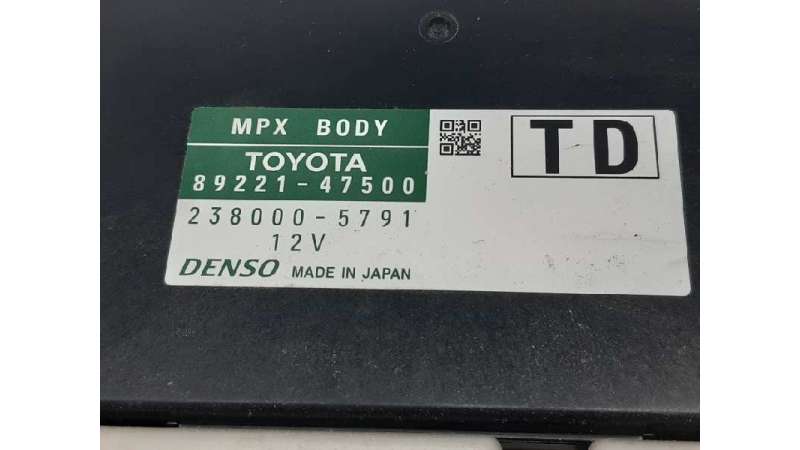 MPX BODY
TOYOTA
89221-47500
238000-5791
12V
DENSO MADE IN JAPAN
TD